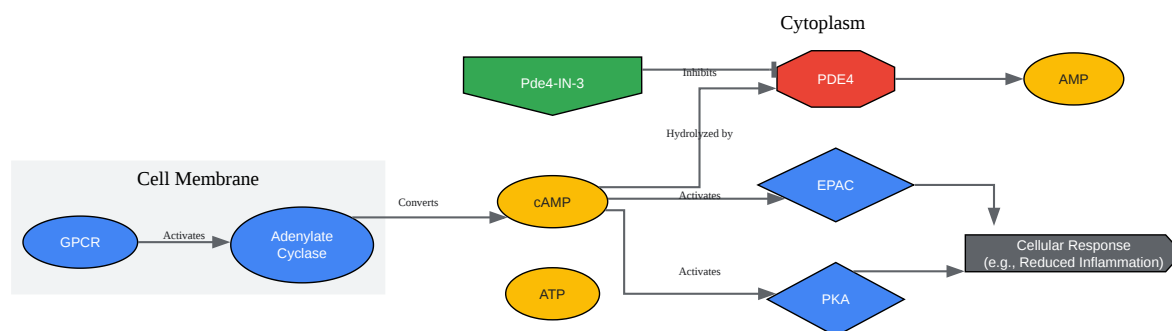 Cytoplasm
Pde4-IN-3
Inhibits
PDE4
AMP
Hydrolyzed by
Cell Membrane
GPCR
Activates
Adenylate
Cyclase
Converts
cAMP
Activates
EPAC
Activates
ATP
PKA
Cellular Response
(e.g., Reduced Inflammation)